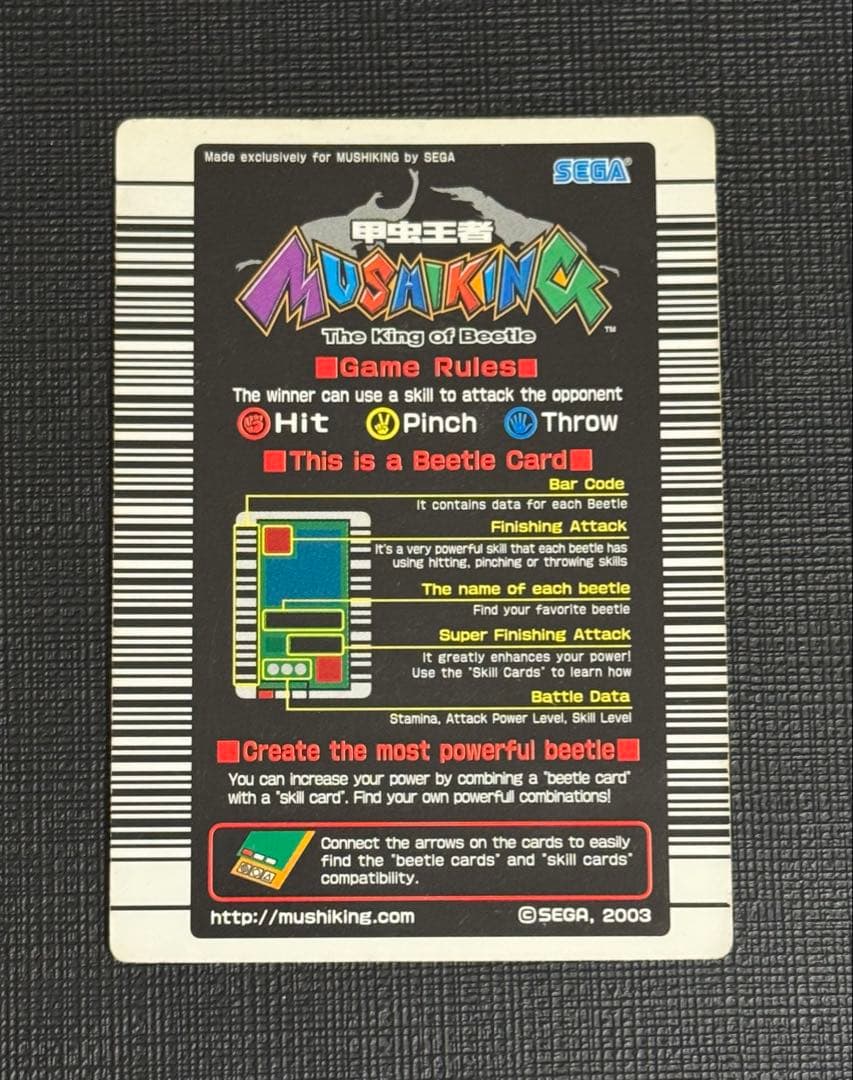 Made exclusively for MUSHIKING by SEGA
SEGA®
甲虫王者
MUSHIKING
TM
The King of Beetle
Game Rules
The winner can use a skill to attack the opponent
Hit Pinch Throw
This is a Beetle Card
Bar Code
It contains data for each Beetle
Finishing Attack
It's a very powerful skill that each beetle has
using hitting, pinching or throwing skills
The name of each beetle
Find your favorite beetle
Super Finishing Attack
It greatly enhances your power!
Use the "Skill Cards" to learn how
Battle Data
Stamina, Attack Power Level, Skill Level
Create the most powerful beetle
You can increase your power by combining a "beetle card"
with a "skill card". Find your own powerfull combinations!
Connect the arrows on the cards to easily
find the "beetle cards" and "skill cards"
compatibility.
http://mushiking.com ©SEGA, 2003